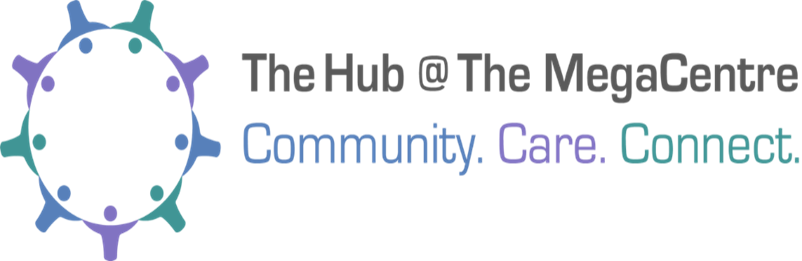 The Hub @ The MegaCentre
Community. Care. Connect.